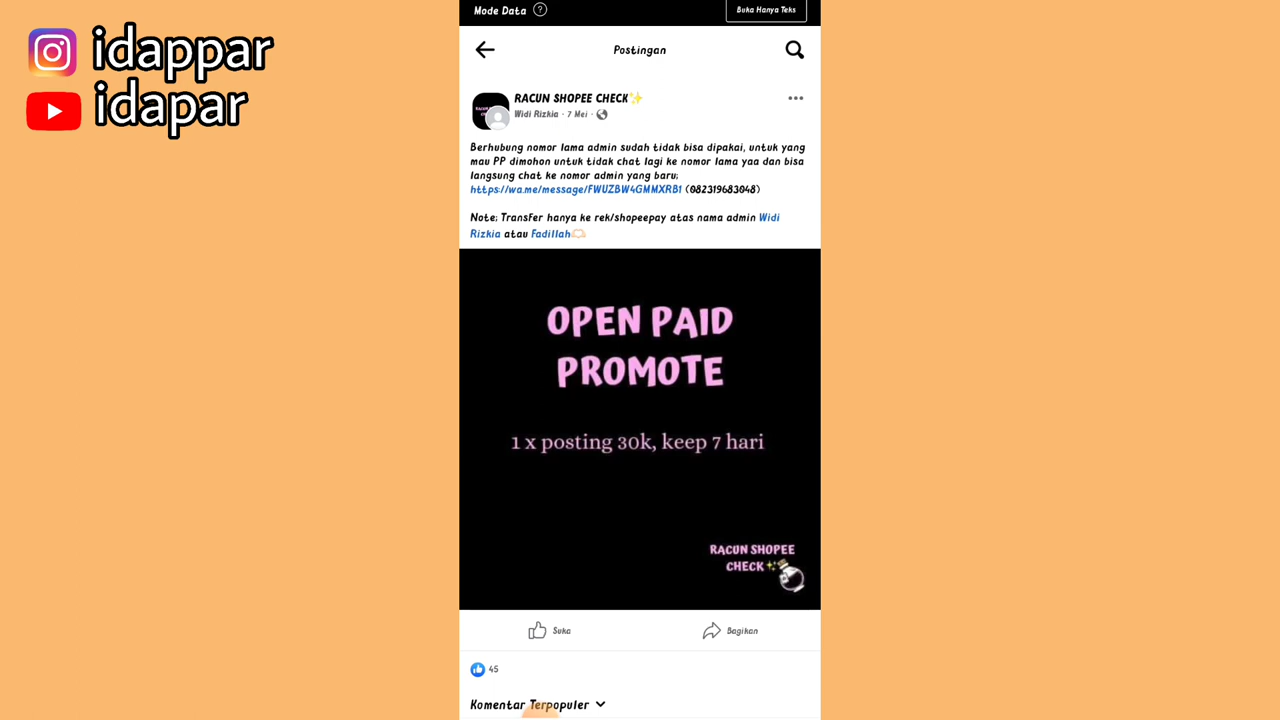 idappar
idapar
Mode Data ?
Buka Hanya Teks
Postingan
RACUN SHOPEE CHECK✨
Widi Rizkia · 7 Mei ·
Berhubung nomor lama admin sudah tidak bisa dipakai, untuk yang
mau PP dimohon untuk tidak chat lagi ke nomor lama yaa dan bisa
langsung chat ke nomor admin yang baru;
https://wa.me/message/FWUZBW4GMMXRB1 (082319683048)
Note; Transfer hanya ke rek/shopeepay atas nama admin Widi
Rizkia atau Fadillah🫶🏻
OPEN PAID
PROMOTE
1 x posting 30k, keep 7 hari
RACUN SHOPEE
CHECK✨
Suka
Bagikan
45
Komentar Terpopuler